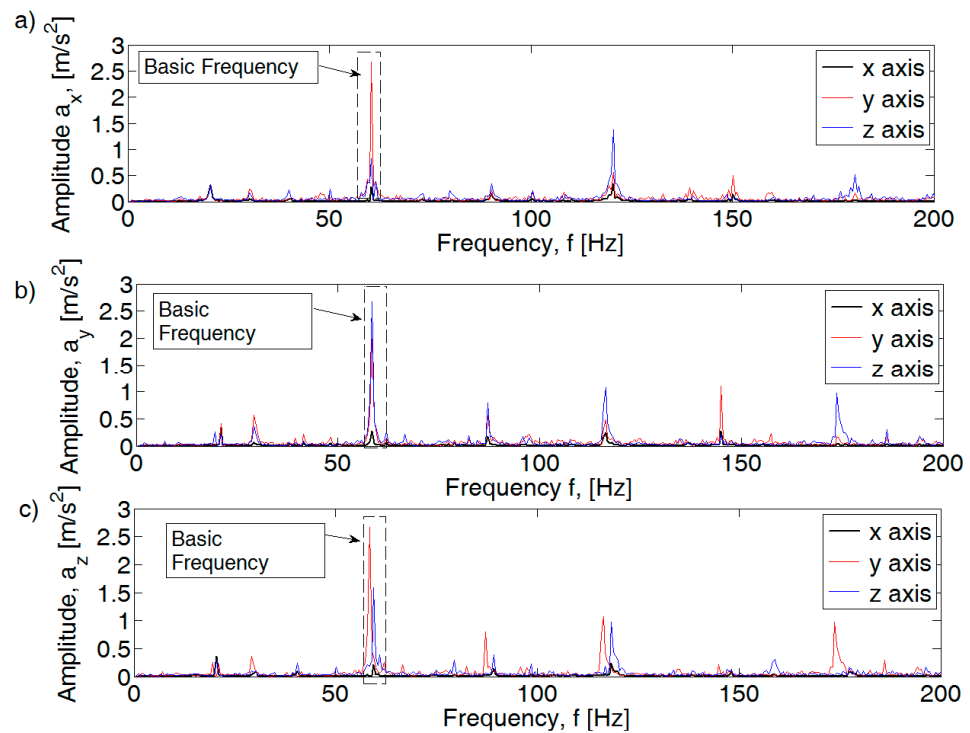 a)
Amplitude a_x, [m/s²]
3
2.5
2
1.5
1
0.5
0
Basic Frequency
x axis
y axis
z axis
0 50 100 150 200
Frequency, f [Hz]
b)
Amplitude, a_y [m/s²]
3
2.5
2
1.5
1
0.5
0
Basic
Frequency
x axis
y axis
z axis
0 50 100 150 200
Frequency f, [Hz]
c)
Amplitude, a_z [m/s²]
3
2.5
2
1.5
1
0.5
0
Basic
Frequency
x axis
y axis
z axis
0 50 100 150 200
Frequency, f [Hz]